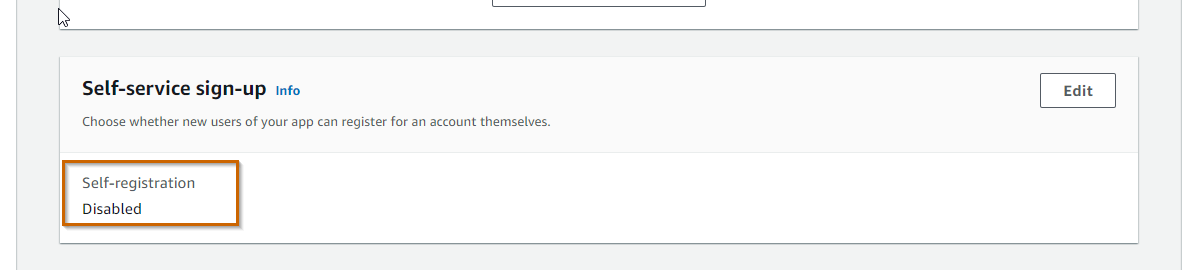 Self-service sign-up Info
Edit
Choose whether new users of your app can register for an account themselves.
Self-registration
Disabled